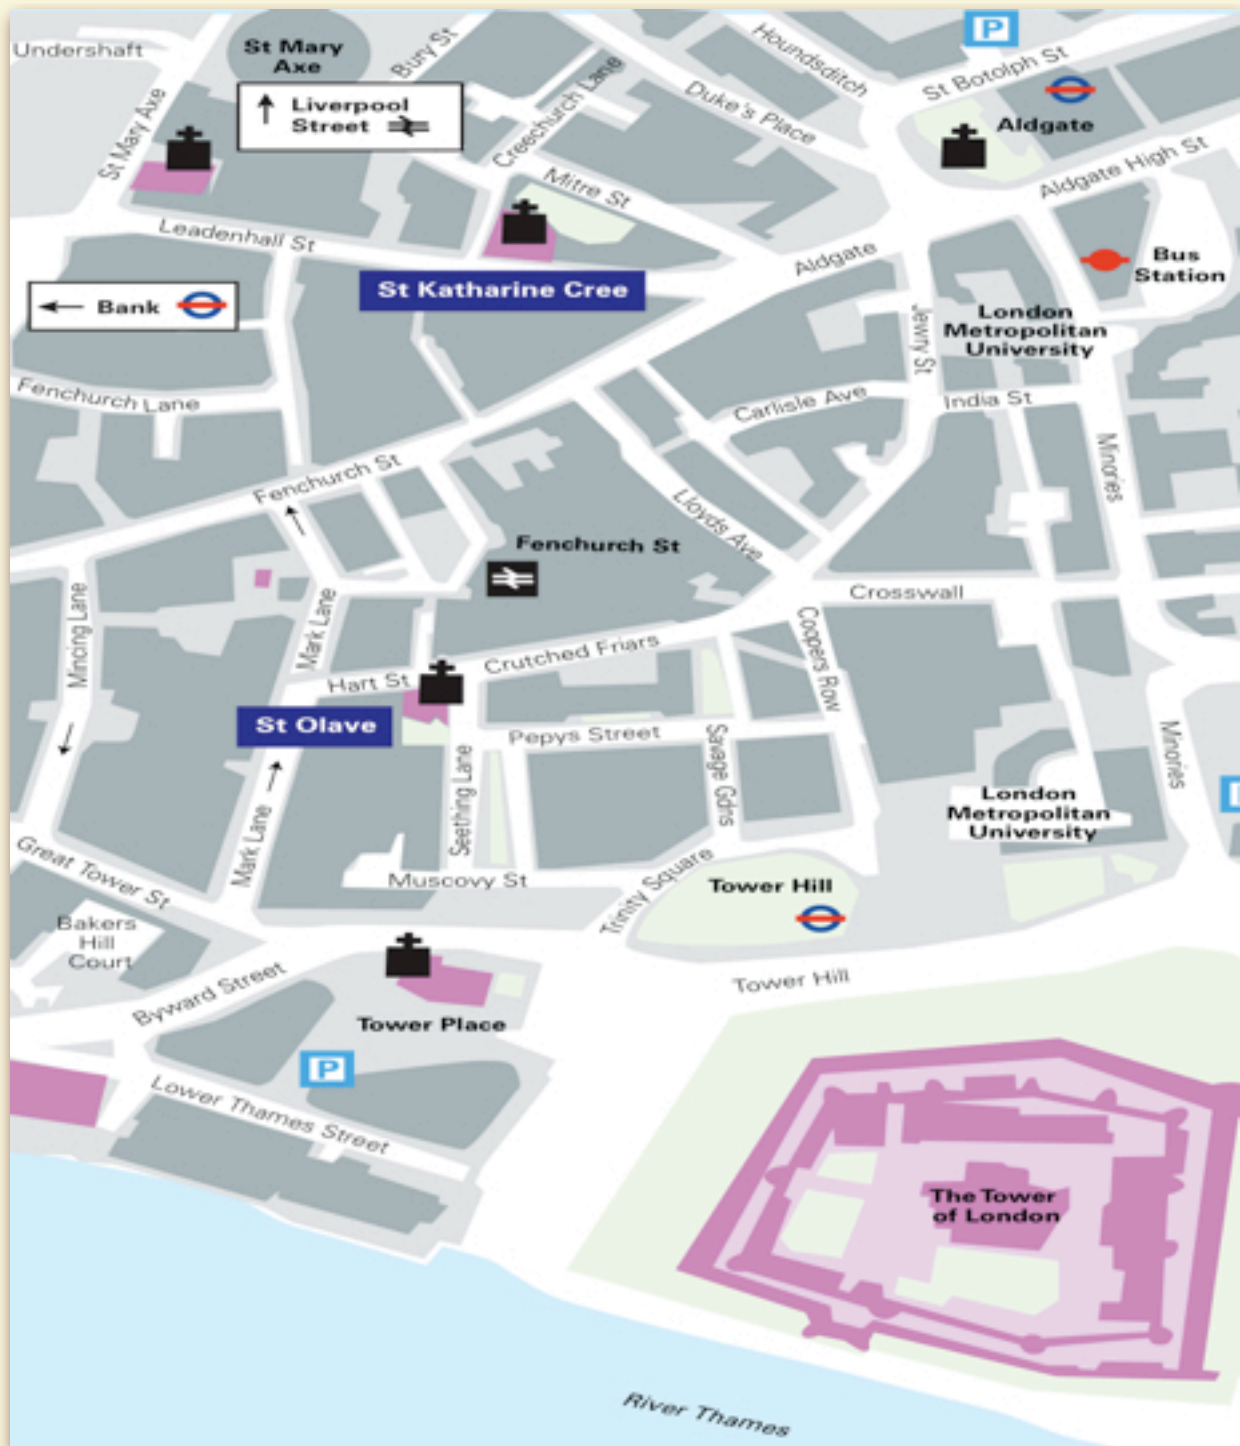 Undershaft
St Mary
Axe
Bury St
Houndsditch
P
St Botolph St
Liverpool
Street
St Mary Axe
Creechurch Lane
Duke's Place
Aldgate
Mitre St
Aldgate High St
Leadenhall St
Aldgate
Bus
Station
St Katharine Cree
Bank
London
Metropolitan
University
Jewry St
Fenchurch Lane
Carlisle Ave
India St
Minories
Fenchurch St
Lloyds Ave
Fenchurch St
Crosswall
Mincing Lane
Mark Lane
Coopers Row
Crutched Friars
Hart St
St Olave
Pepys Street
Savage Gdns
Minories
Seething Lane
London
Metropolitan
University
Mark Lane
Great Tower St
Muscovy St
Trinity Square
Tower Hill
Bakers
Hill
Court
Byward Street
Tower Hill
Tower Place
P
Lower Thames Street
The Tower
of London
River Thames